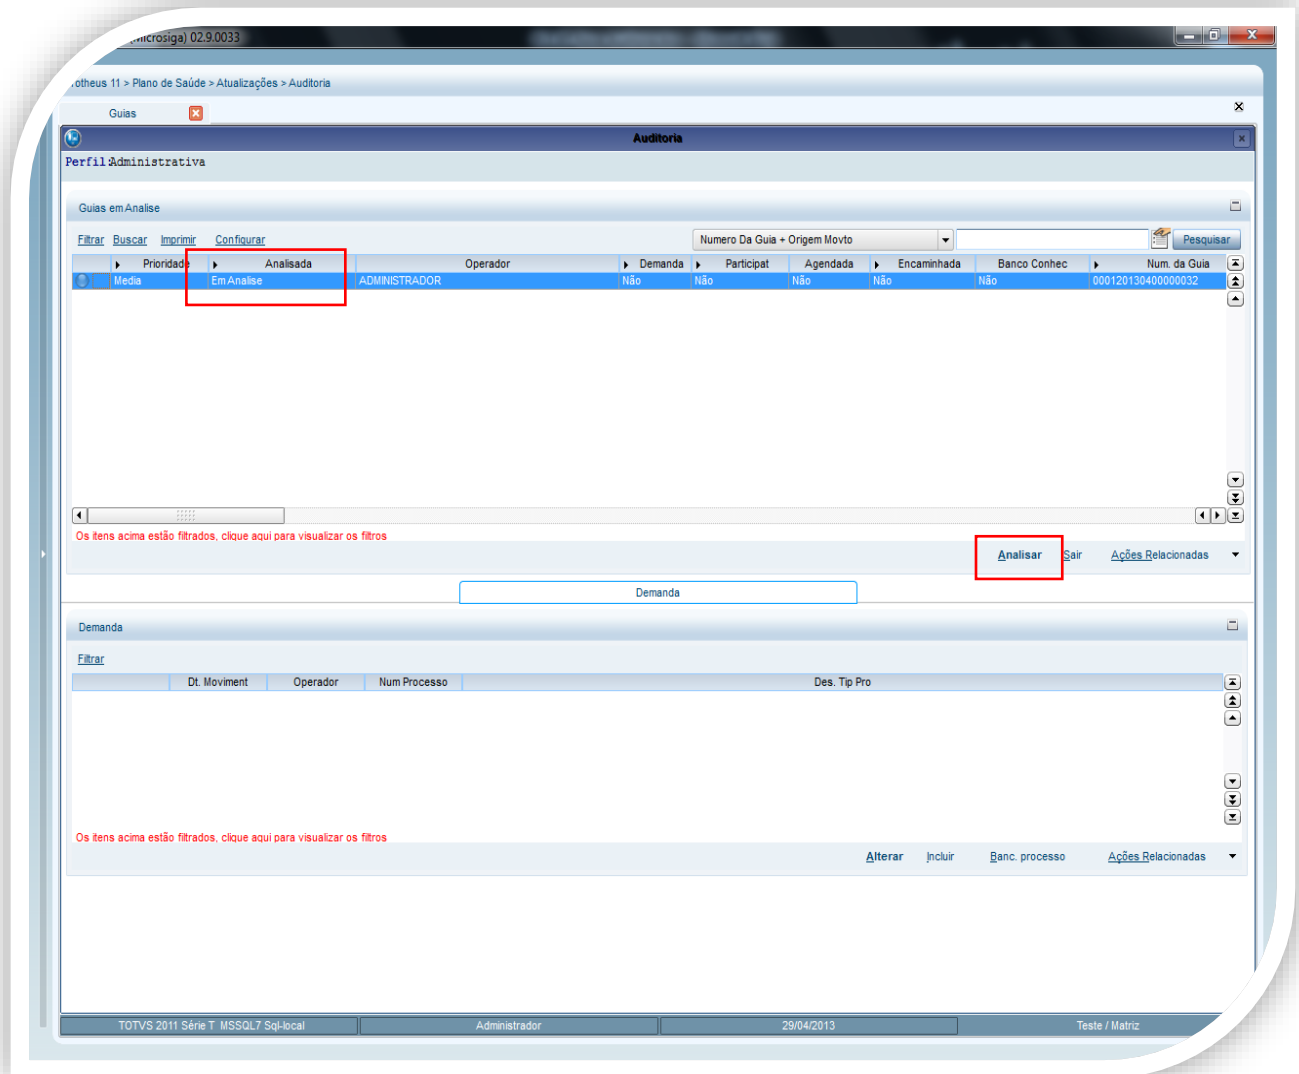 (Microsiga) 02.9.0033
Protheus 11 > Plano de Saúde > Atualizações > Auditoria
Guias
Auditoria
Perfil:Administrativa
Guias em Analise
Filtrar Buscar Imprimir Configurar Numero Da Guia + Origem Movto Pesquisar
Prioridade Analisada Operador Demanda Participat Agendada Encaminhada Banco Conhec Num. da Guia
Media Em Analise ADMINISTRADOR Não Não Não Não Não 000120130400000032
Os itens acima estão filtrados, clique aqui para visualizar os filtros
Analisar Sair Ações Relacionadas
Demanda
Demanda
Filtrar
Dt. Moviment Operador Num Processo Des. Tip Pro
Os itens acima estão filtrados, clique aqui para visualizar os filtros
Alterar Incluir Banc. processo Ações Relacionadas
TOTVS 2011 Série T MSSQL7 Sql-local Administrador 29/04/2013 Teste / Matriz